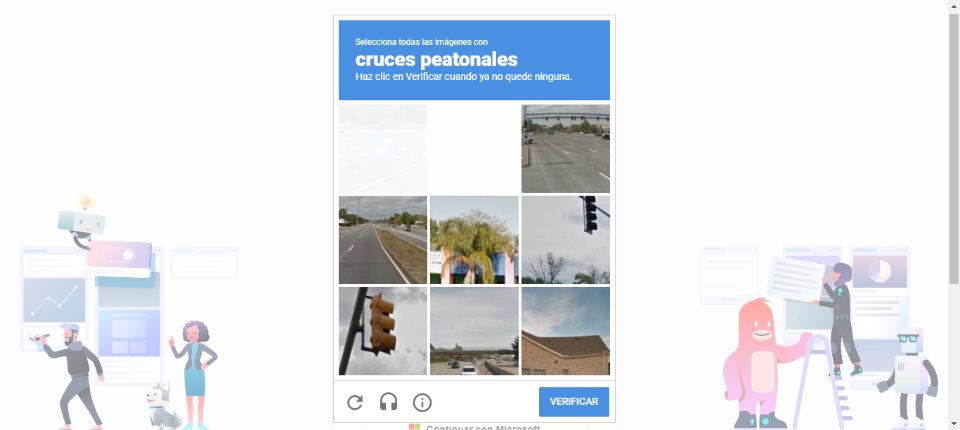 Selecciona todas las imágenes con
cruces peatonales
Haz clic en Verificar cuando ya no quede ninguna.
VERIFICAR
Continuar con Microsoft